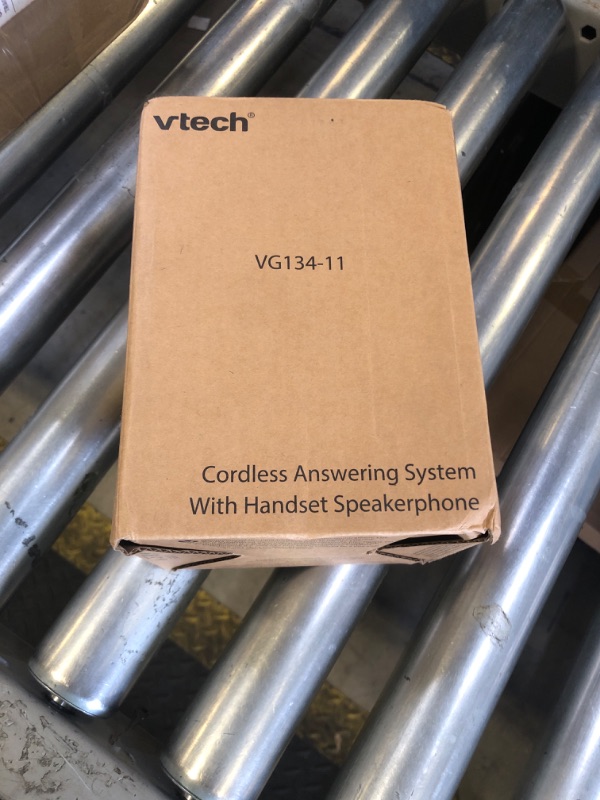 vtech®
VG134-11
Cordless Answering System
With Handset Speakerphone